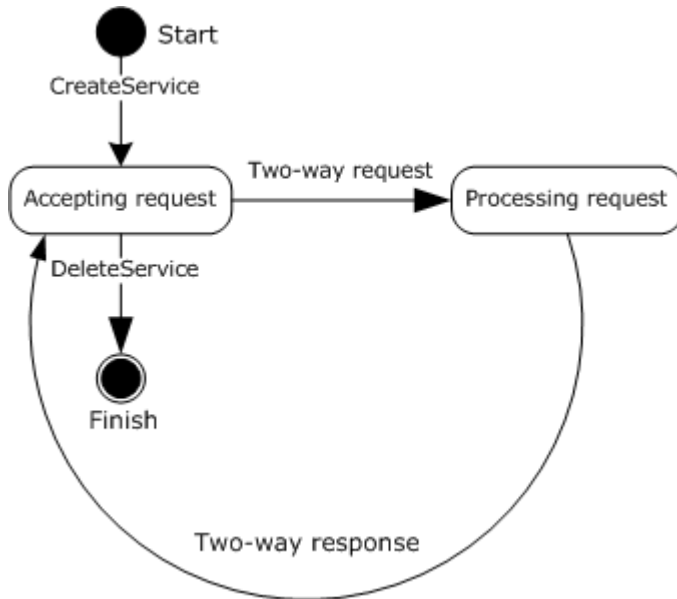 Start
CreateService
Two-way request
Accepting request
Processing request
DeleteService
Finish
Two-way response